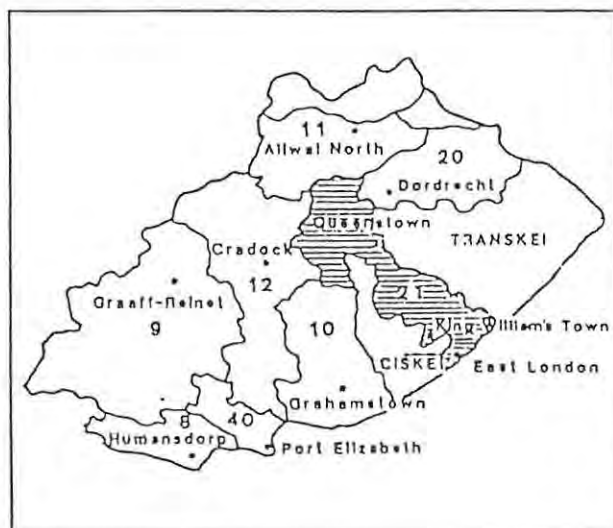 11
Aliwal North
20
Dordrecht
Queenstown
TRANSKEI
Cradock
12
21
Graaff-Reinet
9
10
King William's Town
CISKEI
East London
Grahamstown
8
40
Humansdorp
Port Elizabeth